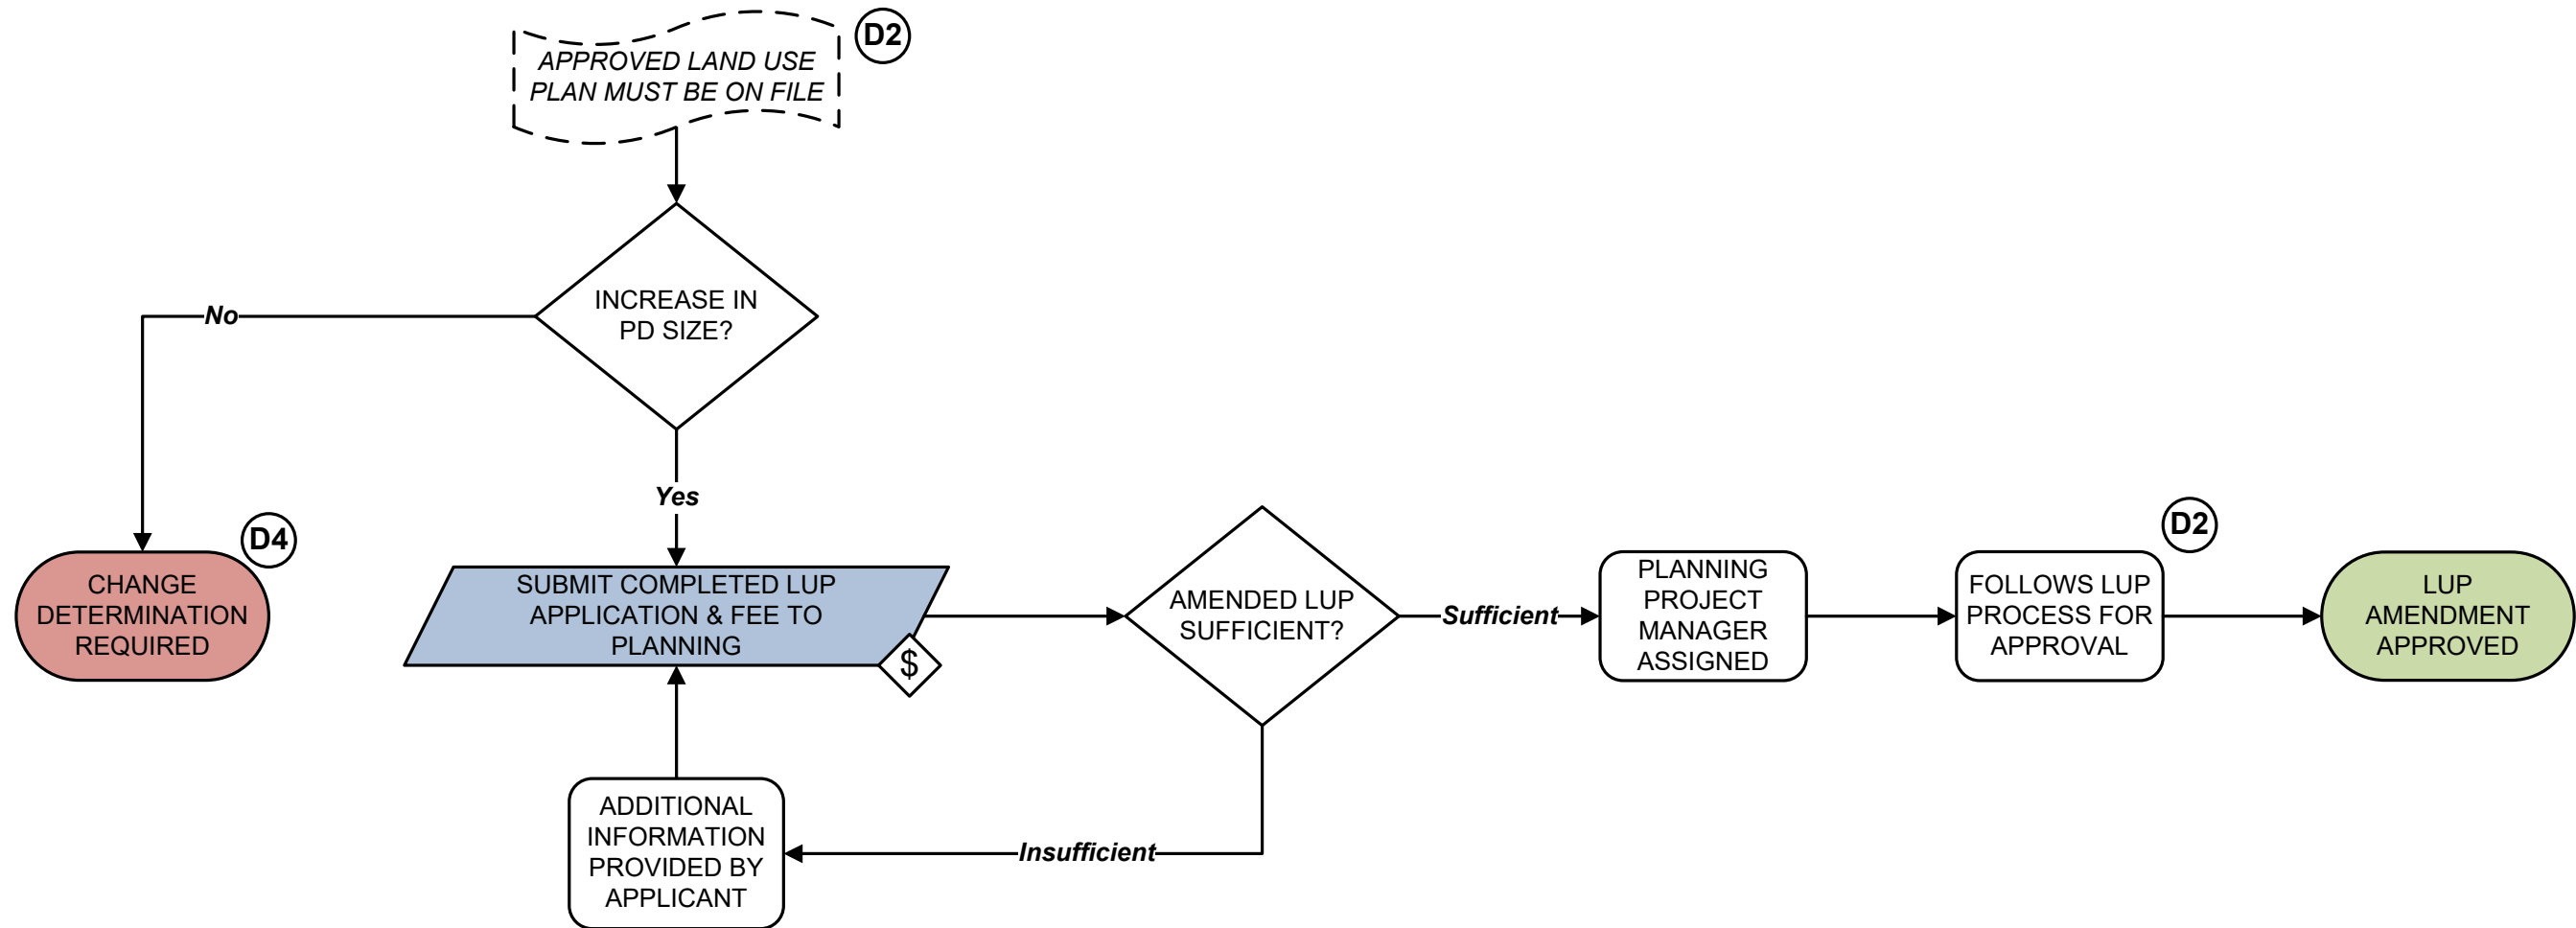 APPROVED LAND USE
PLAN MUST BE ON FILE
D2
INCREASE IN
PD SIZE?
No
Yes
CHANGE
DETERMINATION
REQUIRED
D4
SUBMIT COMPLETED LUP
APPLICATION & FEE TO
PLANNING
$
AMENDED LUP
SUFFICIENT?
Sufficient
PLANNING
PROJECT
MANAGER
ASSIGNED
FOLLOWS LUP
PROCESS FOR
APPROVAL
D2
LUP
AMENDMENT
APPROVED
Insufficient
ADDITIONAL
INFORMATION
PROVIDED BY
APPLICANT